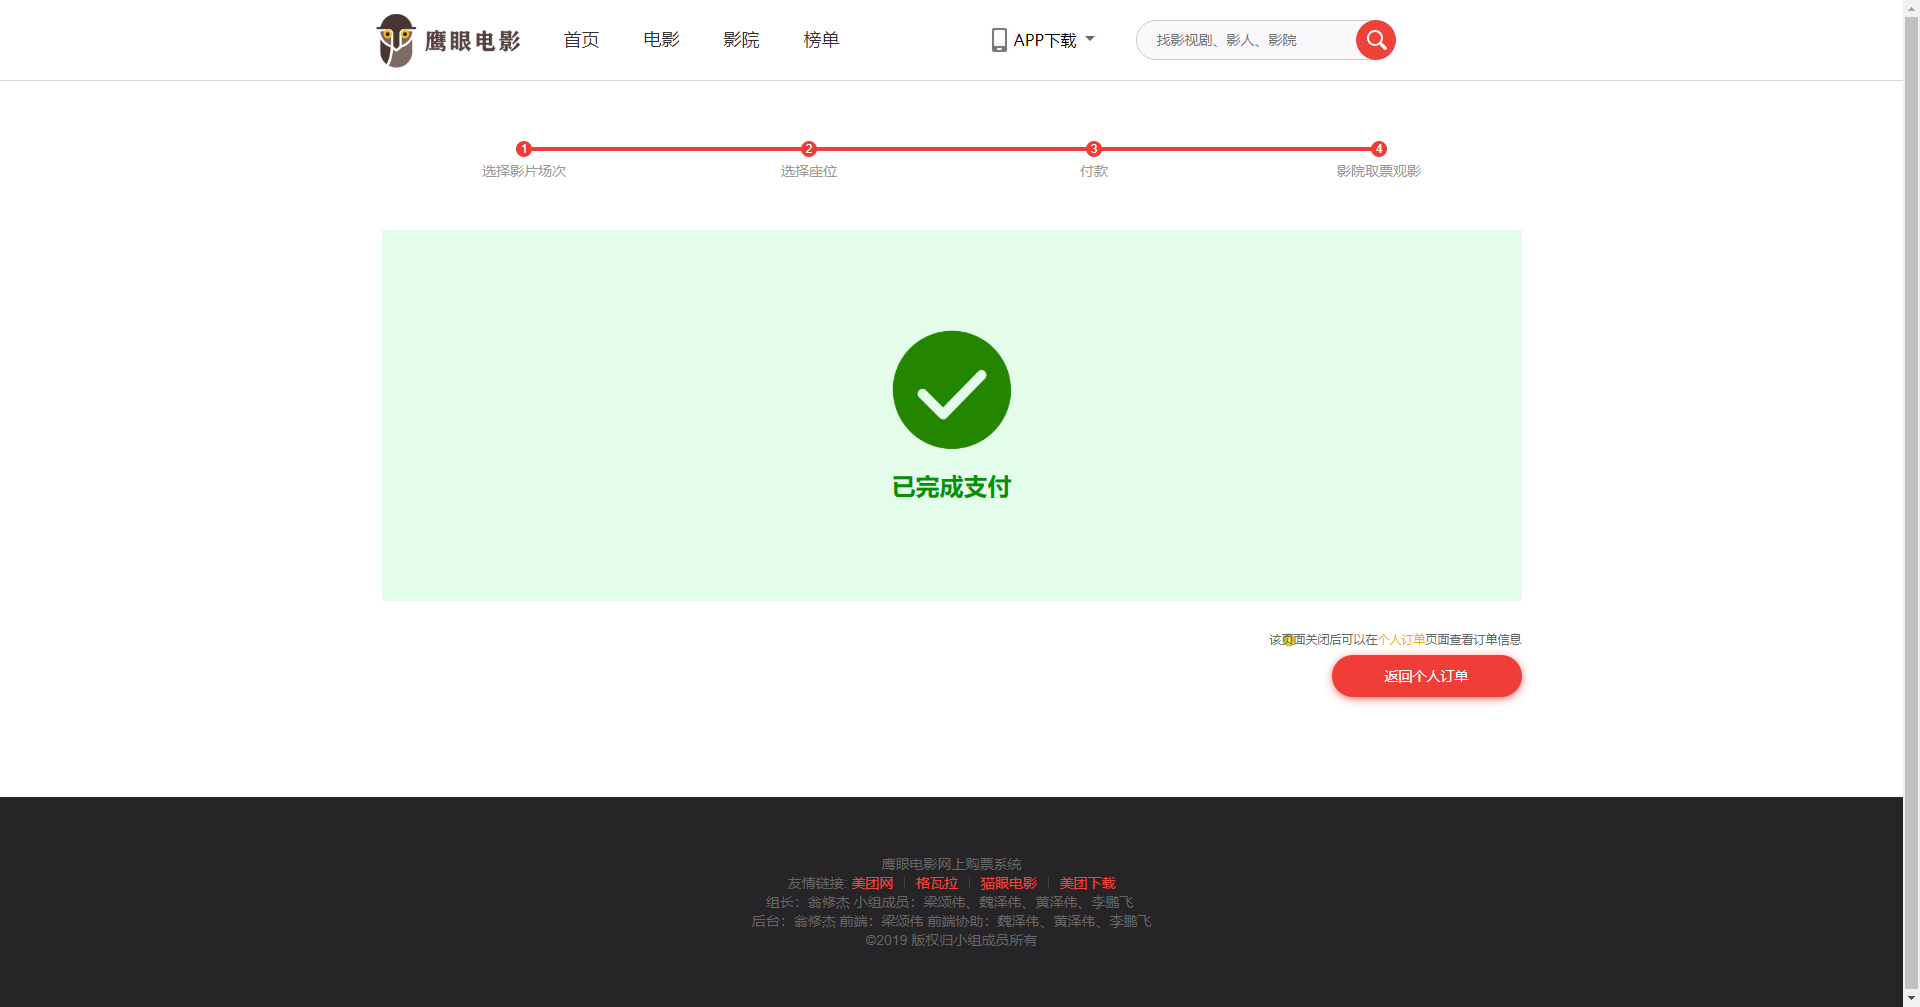 鹰眼电影 首页 电影 影院 榜单 APP下载 找影视剧、影人、影院
1 2 3 4
选择影片场次 选择座位 付款 影院取票观影
已完成支付
该页面关闭后可以在个人订单页面查看订单信息
返回个人订单
鹰眼电影网上购票系统
友情链接: 美团网 | 格瓦拉 | 猫眼电影 | 美团下载
组长：翁修杰 小组成员：梁颂伟、魏泽伟、黄泽伟、李鹏飞
后台：翁修杰 前端：梁颂伟 前端协助：魏泽伟、黄泽伟、李鹏飞
©2019 版权归小组成员所有